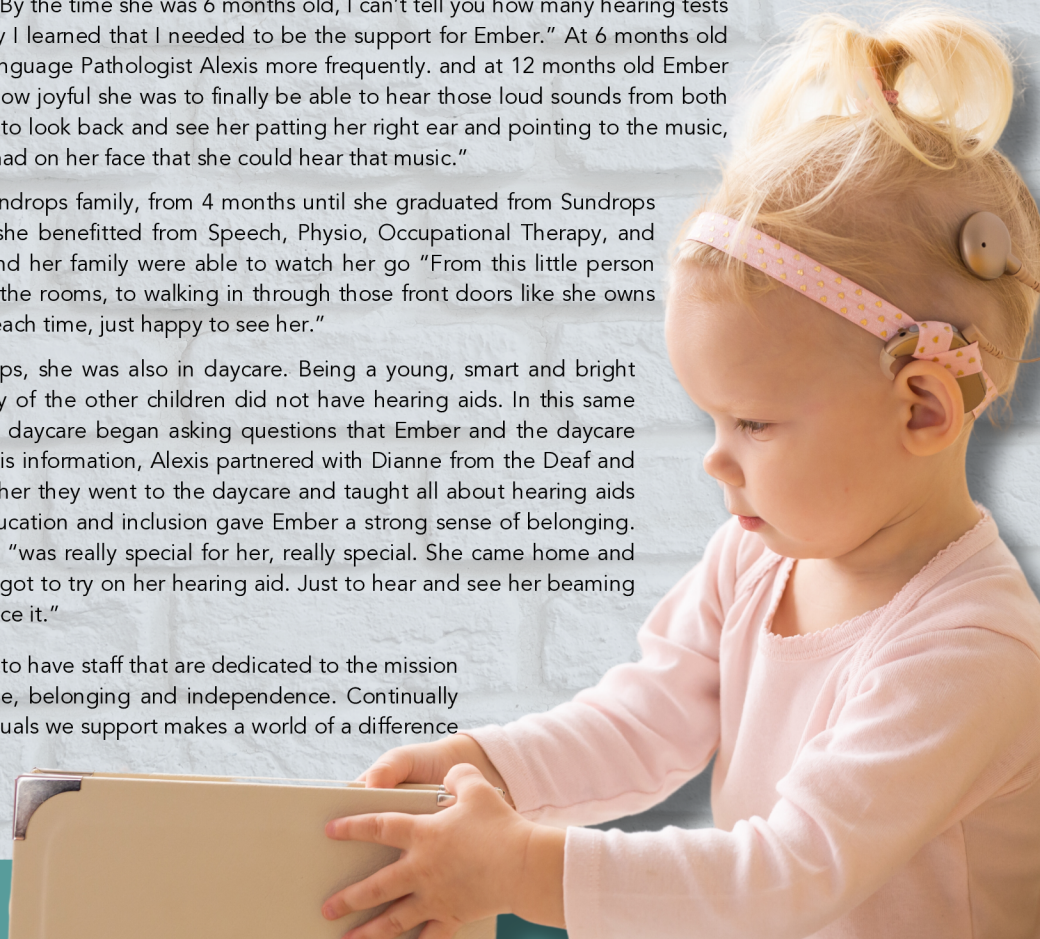 By the time she was 6 months old, I can’t tell you how many hearing tests
I learned that I needed to be the support for Ember.” At 6 months old
Pathologist Alexis more frequently. and at 12 months old Ember
joyful she was to finally be able to hear those loud sounds from both
to look back and see her patting her right ear and pointing to the music,
on her face that she could hear that music.”
family, from 4 months until she graduated from Sundrops
she benefitted from Speech, Physio, Occupational Therapy, and
her family were able to watch her go “From this little person
the rooms, to walking in through those front doors like she owns
each time, just happy to see her.”
she was also in daycare. Being a young, smart and bright
of the other children did not have hearing aids. In this same
daycare began asking questions that Ember and the daycare
information, Alexis partnered with Dianne from the Deaf and
they went to the daycare and taught all about hearing aids
and inclusion gave Ember a strong sense of belonging.
“was really special for her, really special. She came home and
got to try on her hearing aid. Just to hear and see her beaming
it.”
to have staff that are dedicated to the mission
belonging and independence. Continually
we support makes a world of a difference